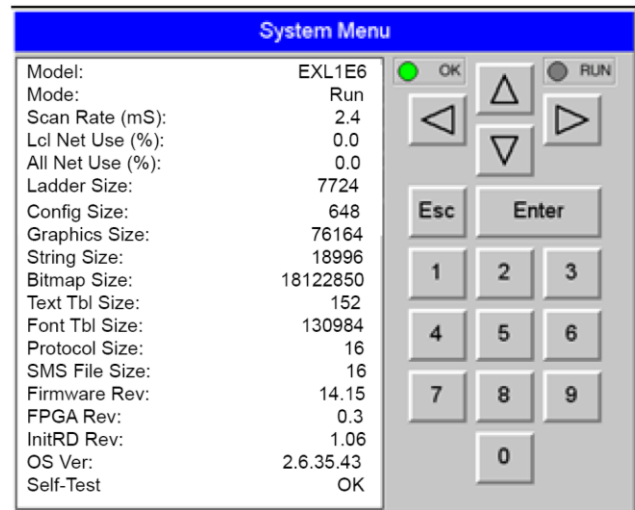 System Menu
Model: EXL1E6
Mode: Run
Scan Rate (mS): 2.4
Lcl Net Use (%): 0.0
All Net Use (%): 0.0
Ladder Size: 7724
Config Size: 648
Graphics Size: 76164
String Size: 18996
Bitmap Size: 18122850
Text Tbl Size: 152
Font Tbl Size: 130984
Protocol Size: 16
SMS File Size: 16
Firmware Rev: 14.15
FPGA Rev: 0.3
InitRD Rev: 1.06
OS Ver: 2.6.35.43
Self-Test OK
OK RUN
Esc Enter
1 2 3
4 5 6
7 8 9
0